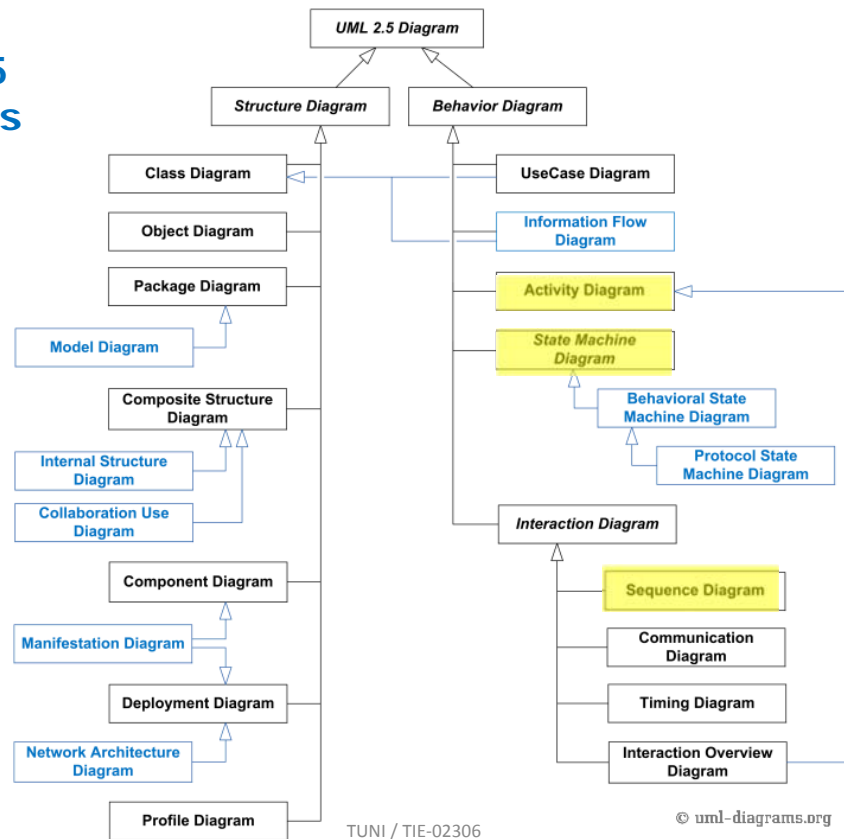 UML 2.5 Diagram
5
s
Structure Diagram
Behavior Diagram
Class Diagram
UseCase Diagram
Object Diagram
Information Flow
Diagram
Package Diagram
Activity Diagram
Model Diagram
State Machine
Diagram
Composite Structure
Diagram
Behavioral State
Machine Diagram
Internal Structure
Diagram
Protocol State
Machine Diagram
Collaboration Use
Diagram
Interaction Diagram
Component Diagram
Sequence Diagram
Manifestation Diagram
Communication
Diagram
Deployment Diagram
Timing Diagram
Network Architecture
Diagram
Interaction Overview
Diagram
Profile Diagram
TUNI / TIE-02306
© uml-diagrams.org